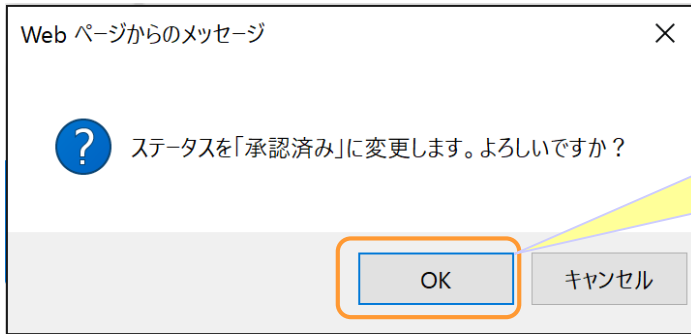 Web ページからのメッセージ
ステータスを「承認済み」に変更します。よろしいですか？
OK
キャンセル